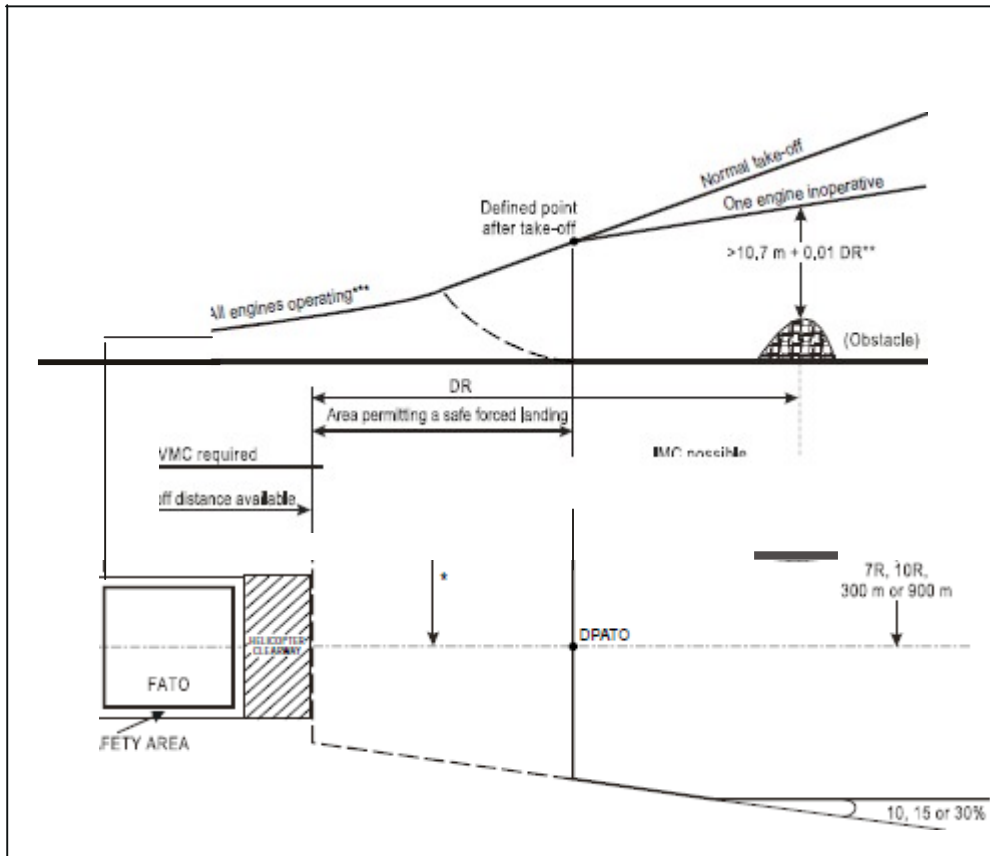 Normal take-off
One engine inoperative
Defined point
after take-off
>10,7 m + 0,01 DR**
All engines operating***
(Obstacle)
DR
Area permitting a safe forced landing
VMC required
IMC possible
off distance available
7R, 10R,
300 m or 900 m
*
HELICOPTER
CLEARWAY
DPATO
FATO
FETY AREA
10, 15 or 30%